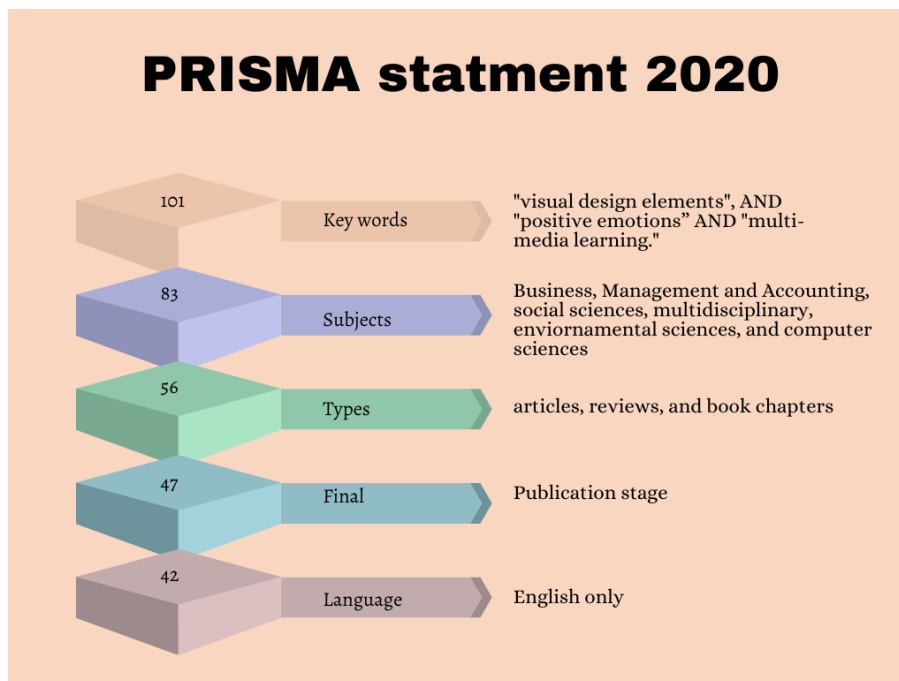 PRISMA statment 2020
101
Key words
"visual design elements", AND
"positive emotions” AND "multi-
media learning."
83
Subjects
Business, Management and Accounting,
social sciences, multidisciplinary,
enviornamental sciences, and computer
sciences
56
Types
articles, reviews, and book chapters
47
Final
Publication stage
42
Language
English only